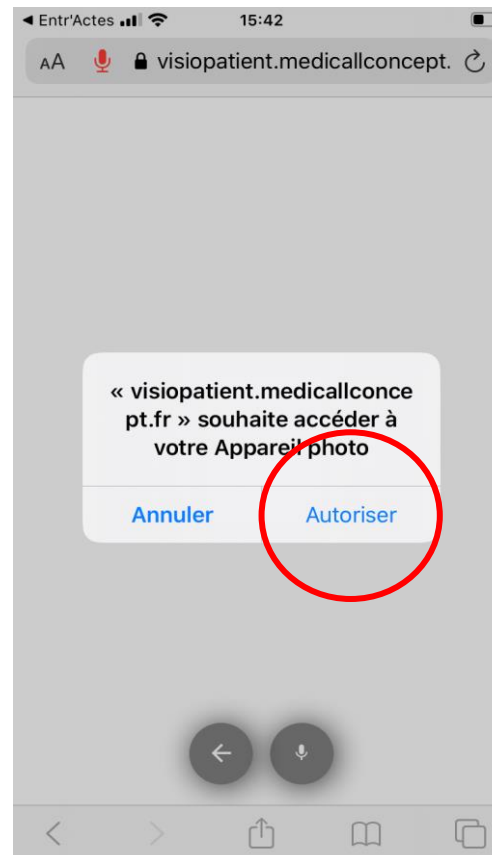 Entr'Actes 15:42
AA visiopatient.medicallconcept.
« visiopatient.medicallconce
pt.fr » souhaite accéder à
votre Appareil photo
Annuler Autoriser